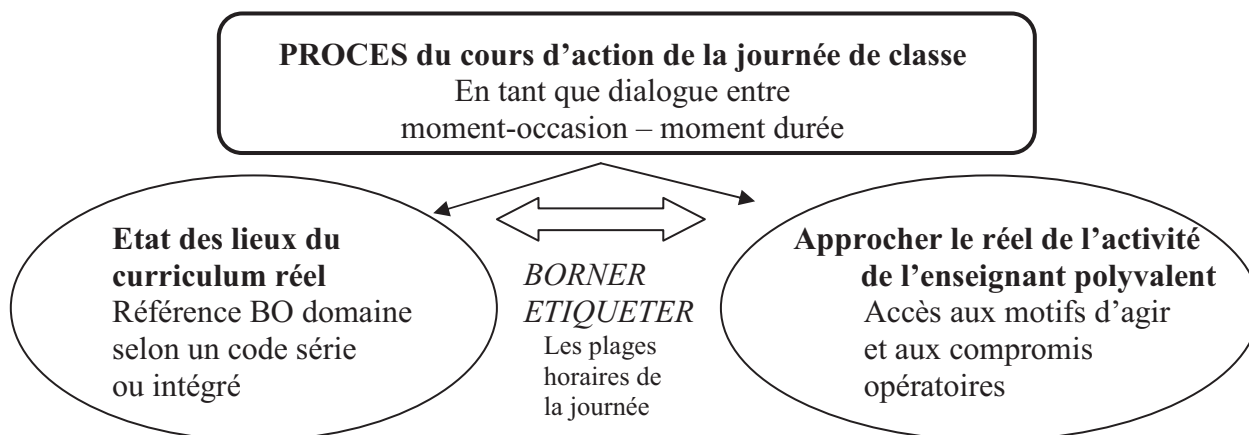 PROCES du cours d’action de la journée de classe
En tant que dialogue entre
moment-occasion – moment durée
Etat des lieux du
curriculum réel
Référence BO domaine
selon un code série
ou intégré
BORNER
ETIQUETER
Les plages
horaires de
la journée
Approcher le réel de l’activité
de l’enseignant polyvalent
Accès aux motifs d’agir
et aux compromis
opératoires